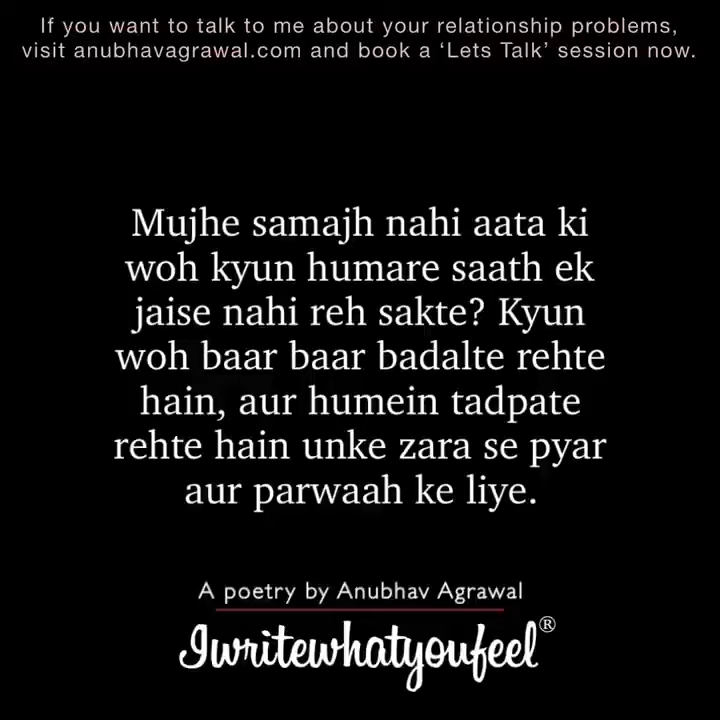 If you want to talk to me about your relationship problems,
visit anubhavagrawal.com and book a ‘Lets Talk’ session now.
Mujhe samajh nahi aata ki
woh kyun humare saath ek
jaise nahi reh sakte? Kyun
woh baar baar badalte rehte
hain, aur humein tadpate
rehte hain unke zara se pyar
aur parwaah ke liye.
A poetry by Anubhav Agrawal
Iwritewhatyoufeel®